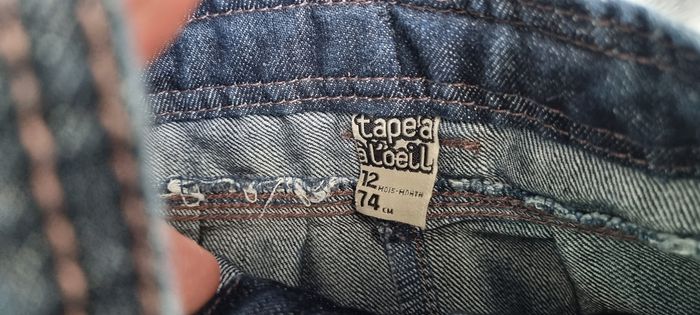 tape à
l'oeil
12 MOIS-MONTH
74 CM